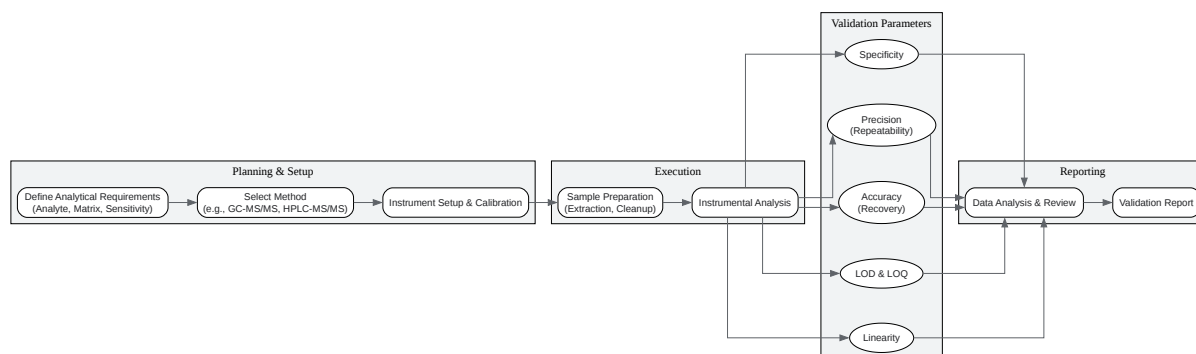 Planning & Setup
Define Analytical Requirements
(Analyte, Matrix, Sensitivity)
Select Method
(e.g., GC-MS/MS, HPLC-MS/MS)
Instrument Setup & Calibration
Execution
Sample Preparation
(Extraction, Cleanup)
Instrumental Analysis
Validation Parameters
Specificity
Precision
(Repeatability)
Accuracy
(Recovery)
LOD & LOQ
Linearity
Reporting
Data Analysis & Review
Validation Report